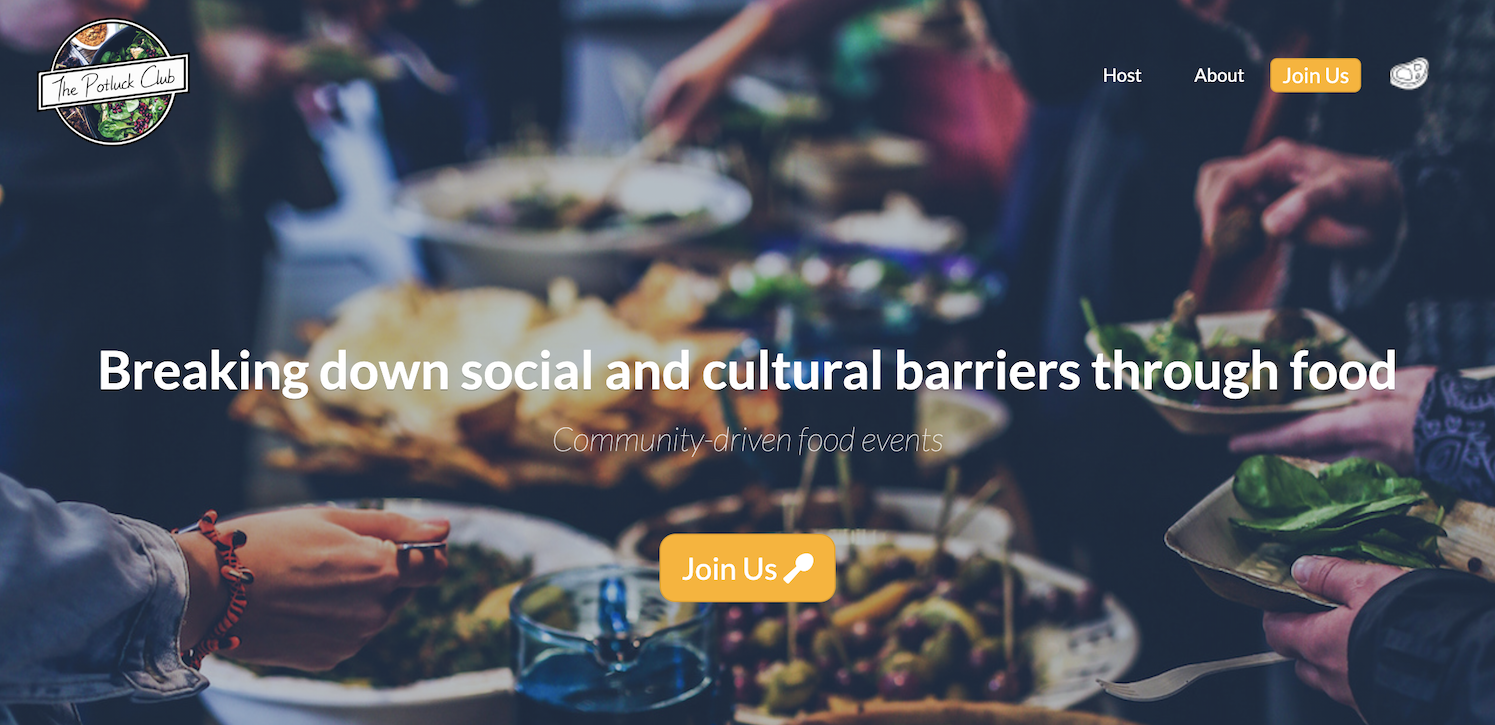 The Potluck Club
Host
About
Join Us
Breaking down social and cultural barriers through food
Community-driven food events
Join Us